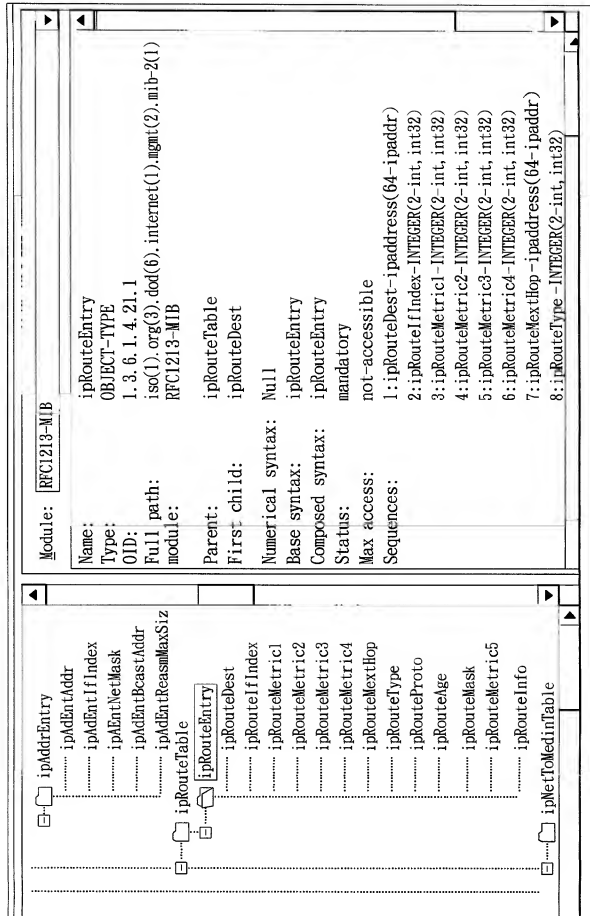 Module: RFC1213-MIB
ipAddrEntry
ipAdEntAddr
ipAdEntIfIndex
ipAEntNetMask
ipAdEntBcastAddr
ipAdEntReasmMaxSiz
ipRouteTable
ipRouteEntry
ipRouteDest
ipRouteIfIndex
ipRouteMetric1
ipRouteMetric2
ipRouteMetric3
ipRouteMetric4
ipRouteMextHop
ipRouteType
ipRouteProto
ipRouteAge
ipRouteMask
ipRouteMetric5
ipRouteInfo
ipNetToMedinTable
Name: ipRouteEntry
Type: OBJECT-TYPE
OID: 1.3.6.1.4.21.1
Full path: iso(1).org(3).dod(6).internet(1).mgmt(2).mib-2(1)
module: RFC1213-MIB
Parent: ipRouteTable
First child: ipRouteDest
Numerical syntax: Null
Base syntax: ipRouteEntry
Composed syntax: ipRouteEntry
Status: mandatory
Max access: not-accessible
Sequences: 1:ipRouteDest-ipaddress(64-ipaddr)
2:ipRouteIfIndex-INTEGER(2-int, int32)
3:ipRouteMetric1-INTEGER(2-int, int32)
4:ipRouteMetric2-INTEGER(2-int, int32)
5:ipRouteMetric3-INTEGER(2-int, int32)
6:ipRouteMetric4-INTEGER(2-int, int32)
7:ipRouteMextHop-ipaddress(64-ipaddr)
8:ipRouteType-INTEGER(2-int, int32)